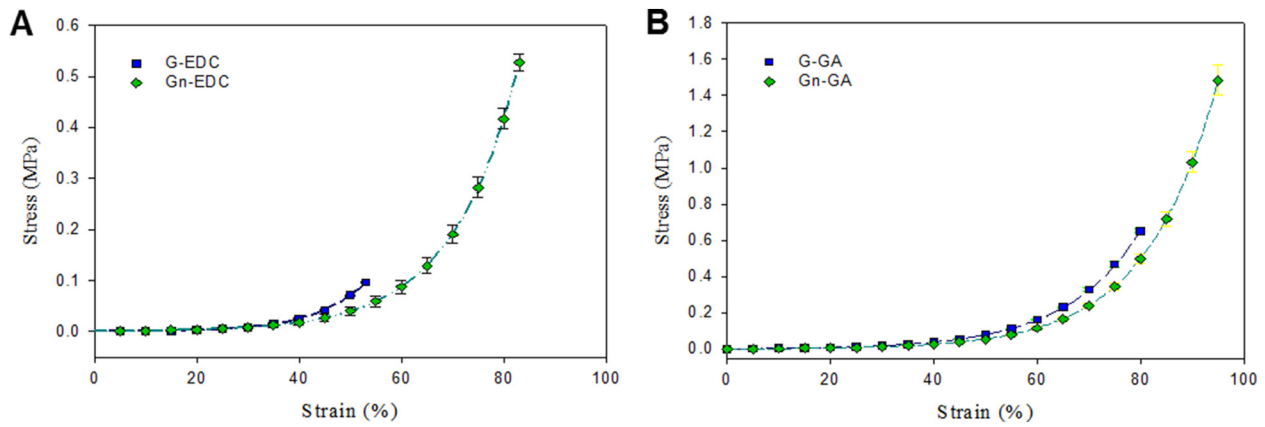 A
0.6
0.5
0.4
0.3
0.2
0.1
0.0
Stress (MPa)
G-EDC
Gn-EDC
0 20 40 60 80 100
Strain (%)
B
1.8
1.6
1.4
1.2
1.0
0.8
0.6
0.4
0.2
0.0
Stress (MPa)
G-GA
Gn-GA
0 20 40 60 80 100
Strain (%)